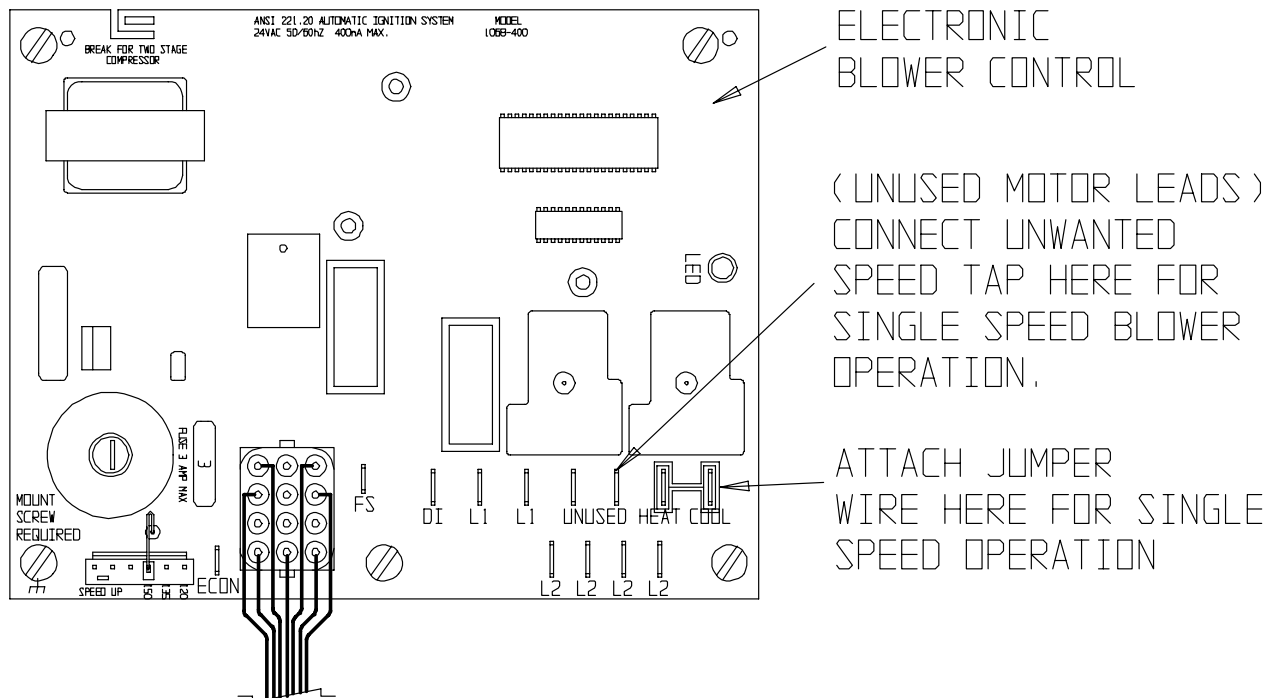 ANSI 221.20 AUTOMATIC IGNITION SYSTEM
24VAC 50/60hZ 400mA MAX.
MODEL
1068-400
BREAK FOR TWO STAGE
COMPRESSOR
ELECTRONIC
BLOWER CONTROL
(UNUSED MOTOR LEADS)
CONNECT UNWANTED
SPEED TAP HERE FOR
SINGLE SPEED BLOWER
OPERATION.
LED
FUSE 3 AMP MAX
3
MOUNT
SCREW
REQUIRED
FS
DI
L1
L1
UNUSED
HEAT
COOL
ATTACH JUMPER
WIRE HERE FOR SINGLE
SPEED OPERATION
SPEED UP
150
120
ECON
L2
L2
L2
L2